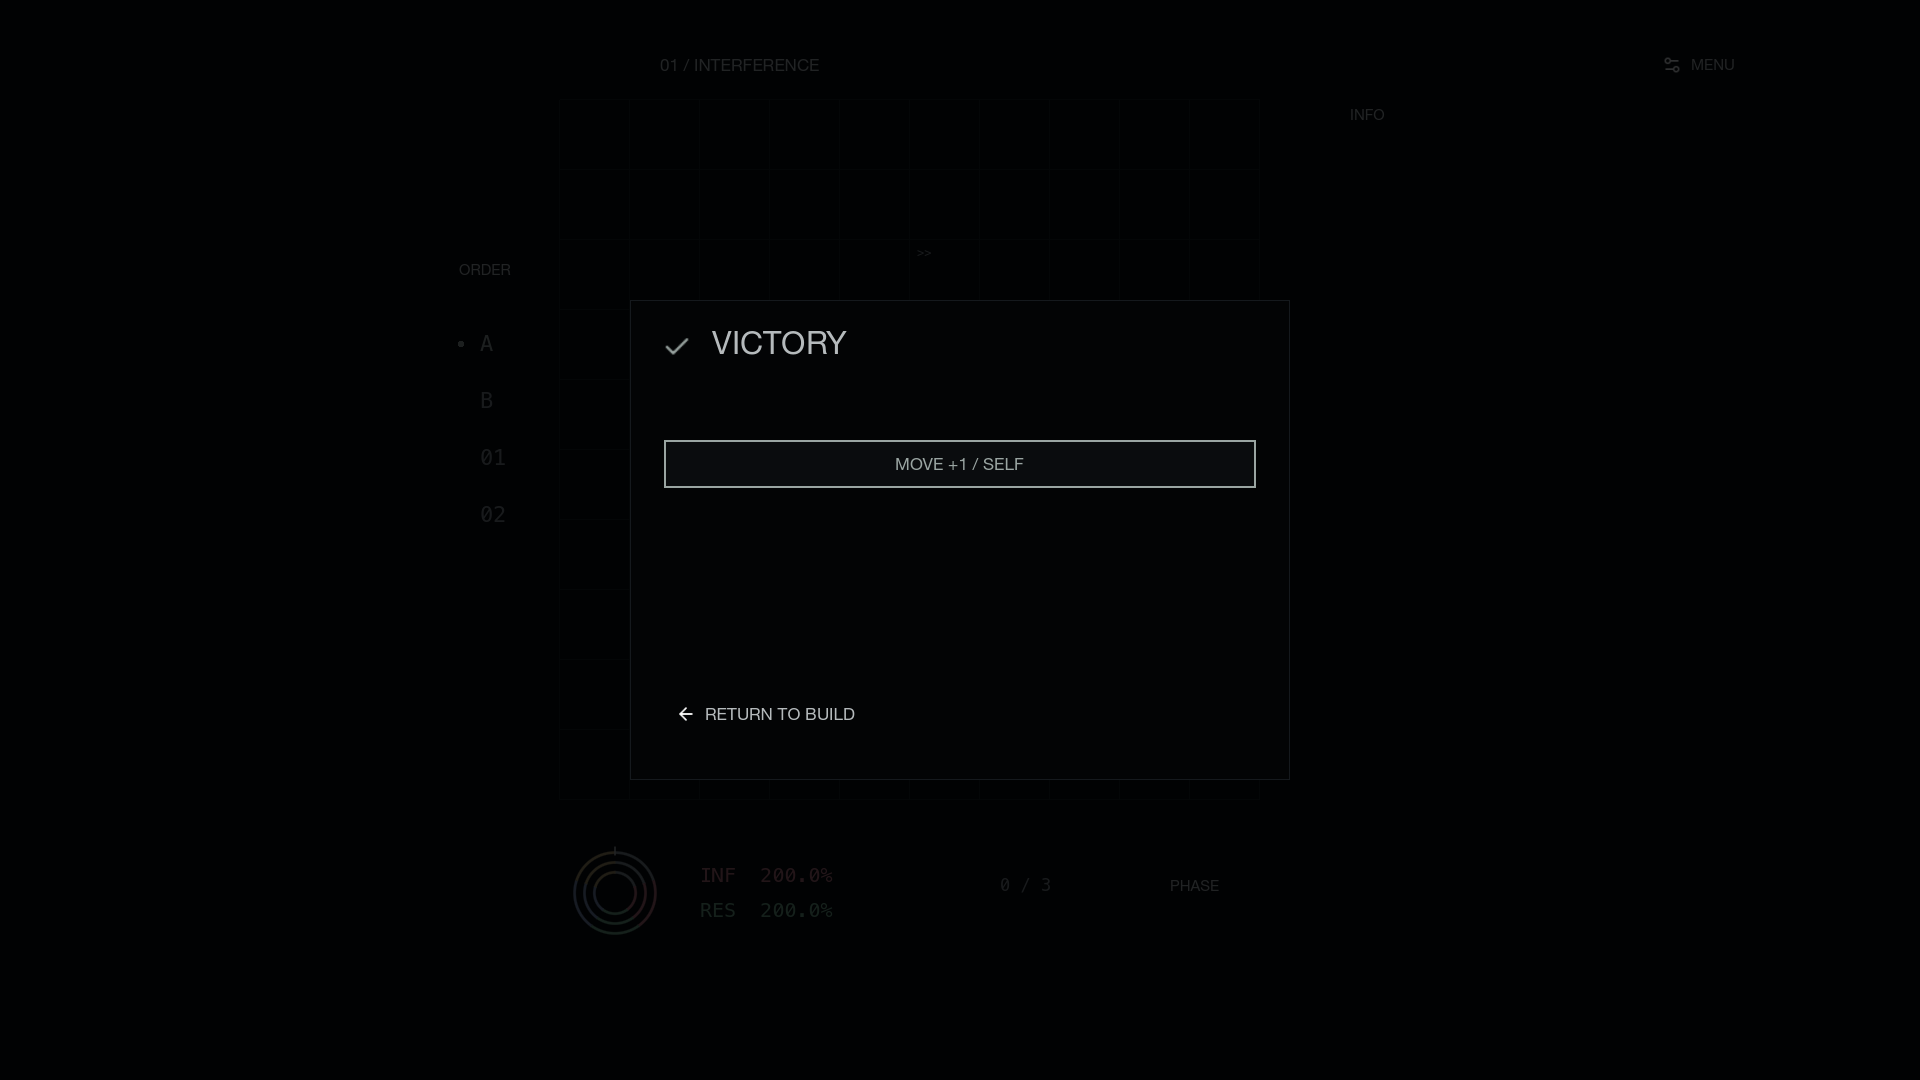 01 / INTERFERENCE
MENU
INFO
>>
ORDER
VICTORY
A
B
MOVE +1 / SELF
01
02
RETURN TO BUILD
INF 200.0%
0 / 3
PHASE
RES 200.0%